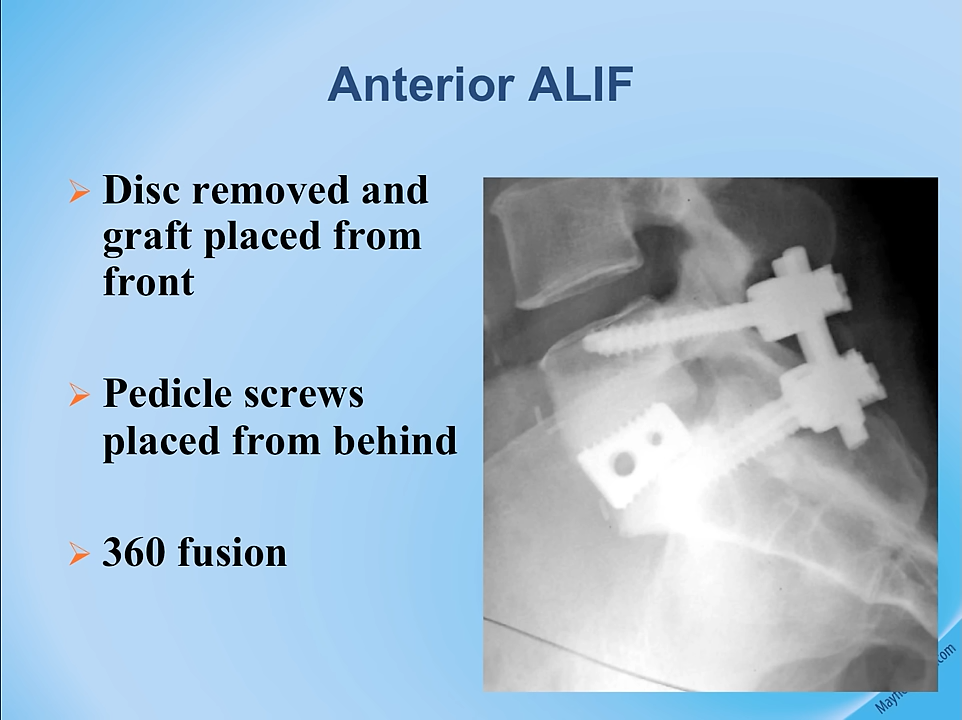 Anterior ALIF
Disc removed and
graft placed from
front
Pedicle screws
placed from behind
360 fusion